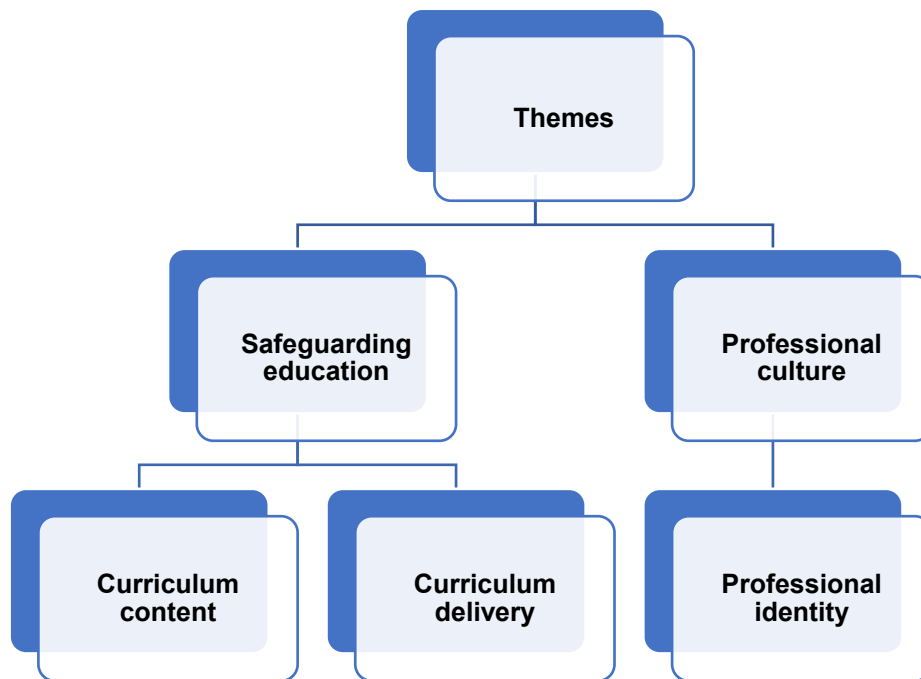 Themes
Safeguarding
education
Professional
culture
Curriculum
content
Curriculum
delivery
Professional
identity